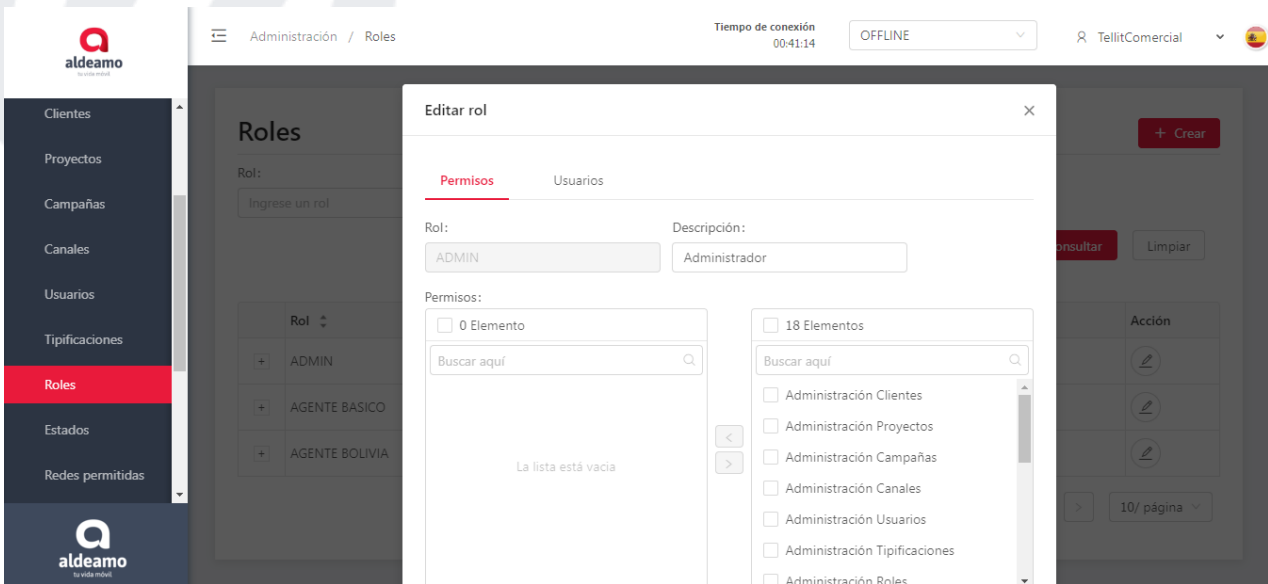 aldeamo
tu vida móvil
Administración / Roles
Tiempo de conexión
00:41:14
OFFLINE
TellitComercial
Clientes
Proyectos
Campañas
Canales
Usuarios
Tipificaciones
Roles
Estados
Redes permitidas
aldeamo
tu vida móvil
Roles
+ Crear
Rol:
Ingrese un rol
onsultar
Limpiar
Rol
Acción
ADMIN
AGENTE BASICO
AGENTE BOLIVIA
10/ página
Editar rol
Permisos
Usuarios
Rol:
Descripción:
ADMIN
Administrador
Permisos:
0 Elemento
Buscar aquí
La lista está vacia
18 Elementos
Buscar aquí
Administración Clientes
Administración Proyectos
Administración Campañas
Administración Canales
Administración Usuarios
Administración Tipificaciones
Administración Roles